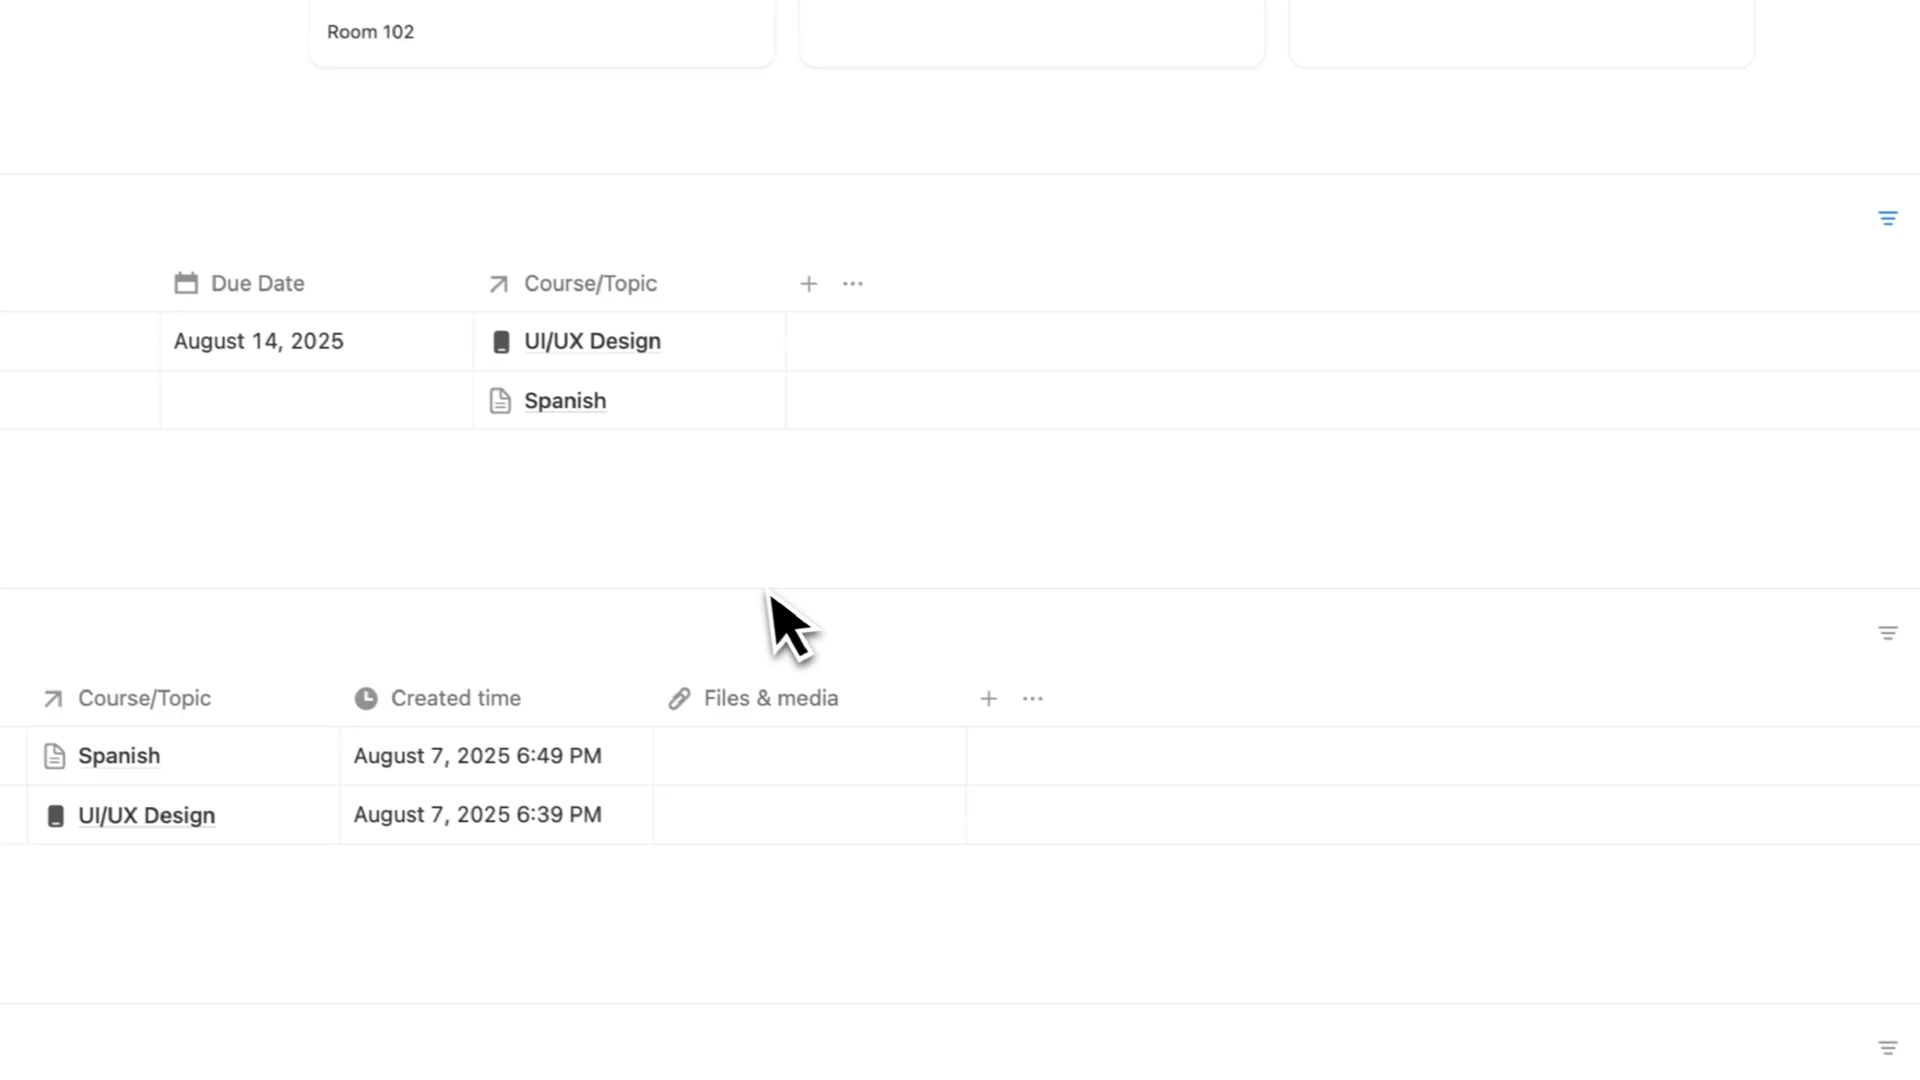 Room 102
Due Date Course/Topic
August 14, 2025 UI/UX Design
Spanish
Course/Topic Created time Files & media
Spanish August 7, 2025 6:49 PM
UI/UX Design August 7, 2025 6:39 PM